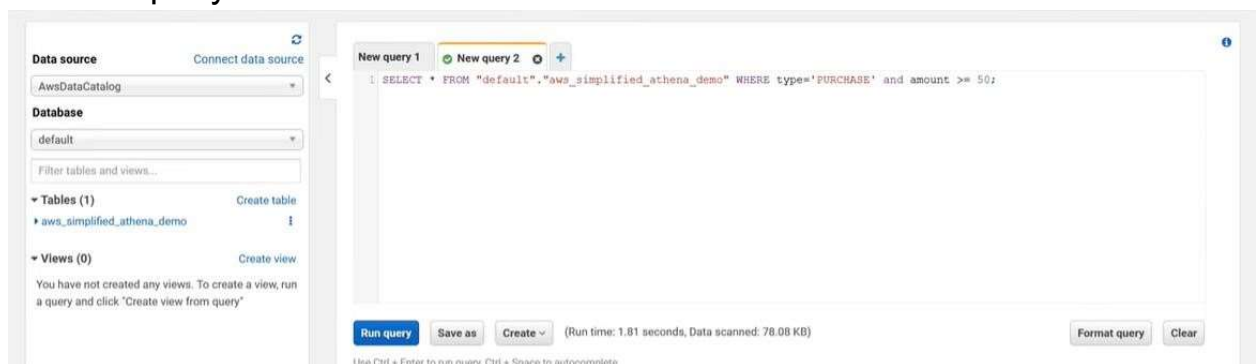 Data source Connect data source
AwsDataCatalog
Database
default
Filter tables and views...
Tables (1) Create table
aws_simplified_athena_demo
Views (0) Create view
You have not created any views. To create a view, run
a query and click "Create view from query"
New query 1 New query 2 +
1 SELECT * FROM "default"."aws_simplified_athena_demo" WHERE type='PURCHASE' and amount >= 50;
Run query Save as Create (Run time: 1.81 seconds, Data scanned: 78.08 KB) Format query Clear
Use Ctrl + Enter to run query, Ctrl + Space to autocomplete